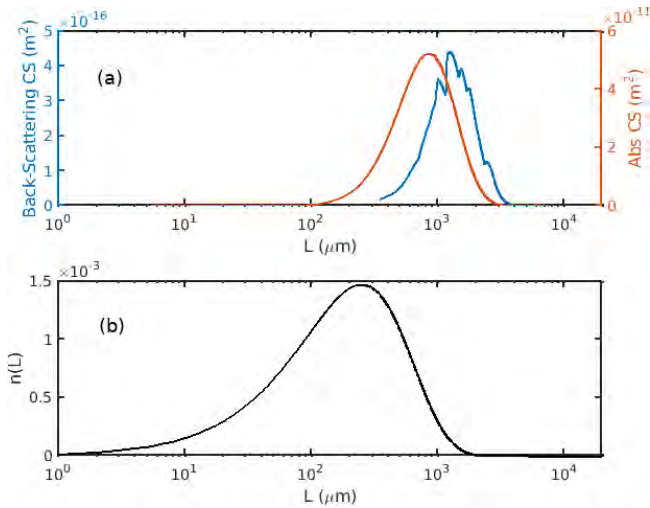 ×10⁻¹⁶ ×10⁻¹¹
5 6
4
3
2
1
0 0
4
2
Back-Scattering CS (m²)
Abs CS (m²)
(a)
10⁰ 10¹ 10² 10³ 10⁴
L (μm)
×10⁻³
1.5
1
0.5
0
n(L)
(b)
10⁰ 10¹ 10² 10³ 10⁴
L (μm)